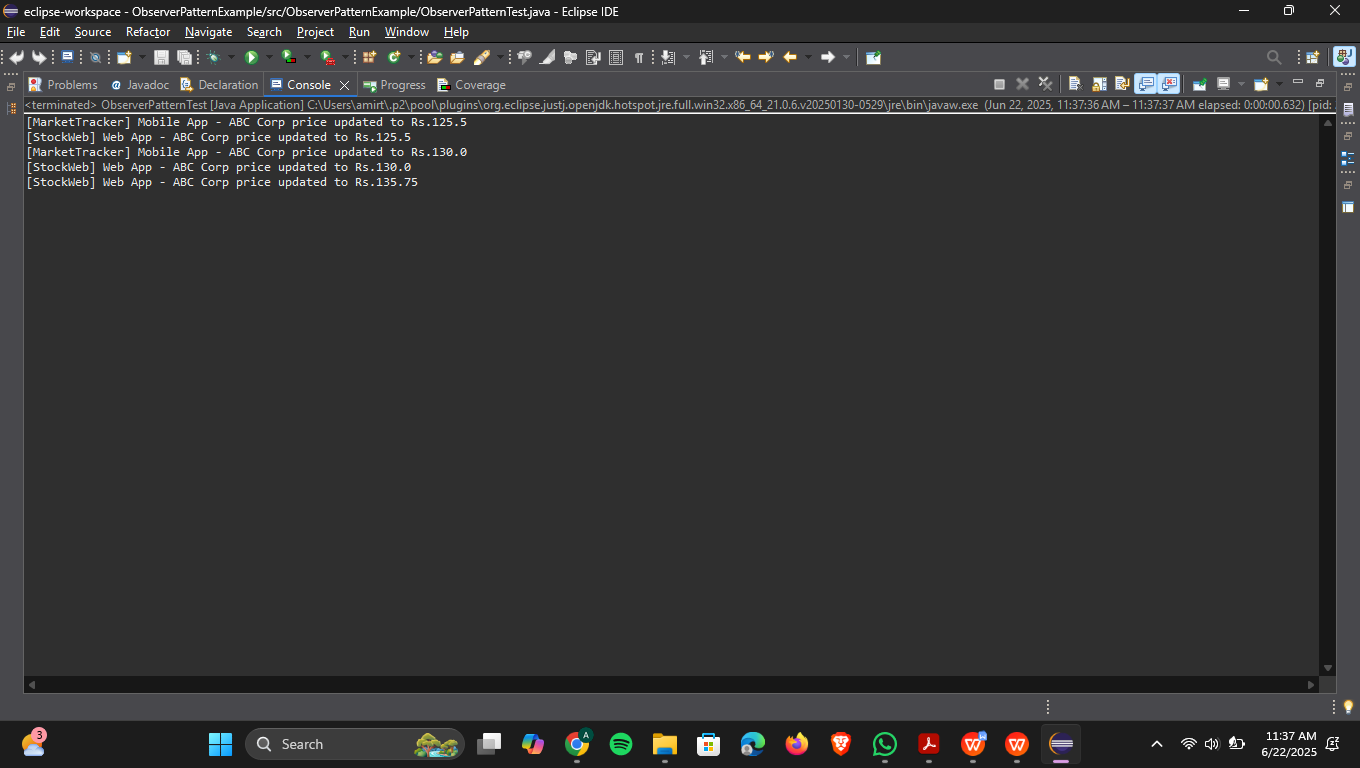 eclipse-workspace - ObserverPatternExample/src/ObserverPatternExample/ObserverPatternTest.java - Eclipse IDE
File Edit Source Refactor Navigate Search Project Run Window Help
Problems Javadoc Declaration Console Progress Coverage
<terminated> ObserverPatternTest [Java Application] C:\Users\amirt\.p2\pool\plugins\org.eclipse.justj.openjdk.hotspot.jre.full.win32.x86_64_21.0.6.v20250130-0529\jre\bin\javaw.exe (Jun 22, 2025, 11:37:36 AM – 11:37:37 AM elapsed: 0:00:00.632) [pid:
[MarketTracker] Mobile App - ABC Corp price updated to Rs.125.5
[StockWeb] Web App - ABC Corp price updated to Rs.125.5
[MarketTracker] Mobile App - ABC Corp price updated to Rs.130.0
[StockWeb] Web App - ABC Corp price updated to Rs.130.0
[StockWeb] Web App - ABC Corp price updated to Rs.135.75
3
Search
A
11:37 AM
6/22/2025